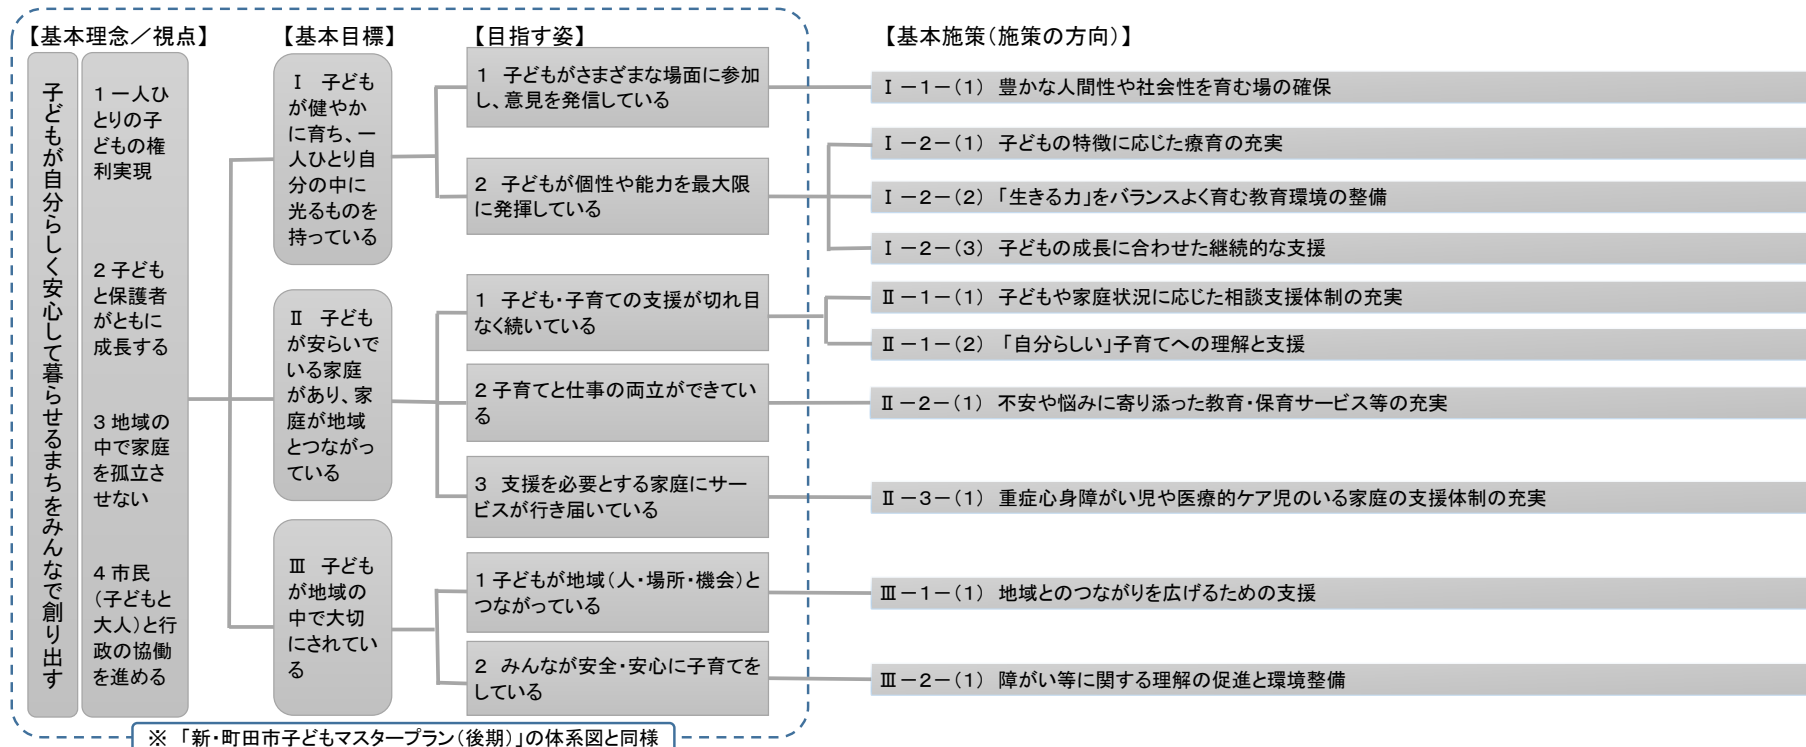 【基本理念／視点】
子どもが自分らしく安心して暮らせるまちをみんなで創り出す
1 一人ひ
とりの子
どもの権
利実現
2 子ども
と保護者
がともに
成長する
3 地域の
中で家庭
を孤立さ
せない
4 市民
（子どもと
大人）と行
政の協働
を進める
【基本目標】
Ⅰ　子ども
が健やか
に育ち、一
人ひとり自
分の中に
光るものを
持っている
Ⅱ　子ども
が安らいで
いる家庭
があり、家
庭が地域
とつながっ
ている
Ⅲ　子ども
が地域の
中で大切
にされてい
る
【目指す姿】
1　子どもがさまざまな場面に参加
し、意見を発信している
2　子どもが個性や能力を最大限
に発揮している
1　子ども・子育ての支援が切れ目
なく続いている
2 子育てと仕事の両立ができてい
る
3　支援を必要とする家庭にサー
ビスが行き届いている
1 子どもが地域（人・場所・機会）と
つながっている
2　みんなが安全・安心に子育てを
している
【基本施策（施策の方向）】
Ⅰ－1－（1）　豊かな人間性や社会性を育む場の確保
Ⅰ－2－（1）　子どもの特徴に応じた療育の充実
Ⅰ－2－（2）　「生きる力」をバランスよく育む教育環境の整備
Ⅰ－2－（3）　子どもの成長に合わせた継続的な支援
Ⅱ－1－（1）　子どもや家庭状況に応じた相談支援体制の充実
Ⅱ－1－（2）　「自分らしい」子育てへの理解と支援
Ⅱ－2－（1）　不安や悩みに寄り添った教育・保育サービス等の充実
Ⅱ－3－（1）　重症心身障がい児や医療的ケア児のいる家庭の支援体制の充実
Ⅲ－1－（1）　地域とのつながりを広げるための支援
Ⅲ－2－（1）　障がい等に関する理解の促進と環境整備
※　「新・町田市子どもマスタープラン（後期）」の体系図と同様